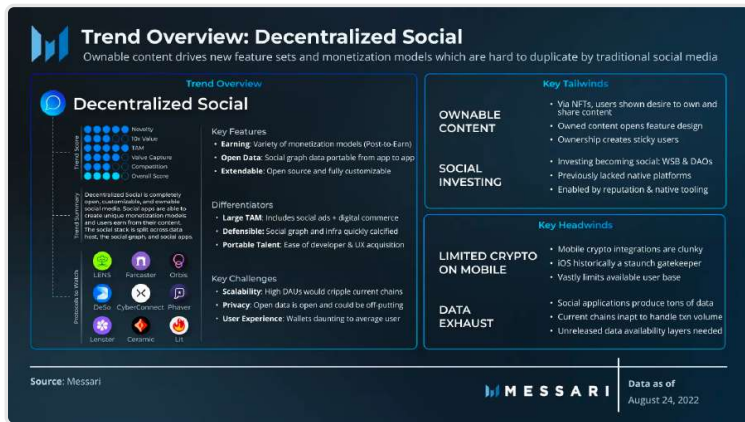 Trend Overview: Decentralized Social
Ownable content drives new feature sets and monetization models which are hard to duplicate by traditional social media
Trend Overview
Decentralized Social
Trend Score
Novelty
10x Value
TAM
Value Capture
Competition
Overall Score
Trend Summary
Decentralized Social is completely
open, customizable, and ownable
social media. Social apps are able to
create unique monetization models
and users earn from their content.
The social stack is split across data
host, the social graph, and social apps.
Protocols to Watch
LENS
Farcaster
Orbis
DeSo
CyberConnect
Phaver
Lenster
Ceramic
Lit
Key Features
• Earning: Variety of monetization models (Post-to-Earn)
• Open Data: Social graph data portable from app to app
• Extendable: Open source and fully customizable
Differentiators
• Large TAM: Includes social ads + digital commerce
• Defensible: Social graph and infra quickly calcified
• Portable Talent: Ease of developer & UX acquisition
Key Challenges
• Scalability: High DAUs would cripple current chains
• Privacy: Open data is open and could be off-putting
• User Experience: Wallets daunting to average user
Key Tailwinds
OWNABLE
CONTENT
• Via NFTs, users shown desire to own and
share content
• Owned content opens feature design
• Ownership creates sticky users
SOCIAL
INVESTING
• Investing becoming social: WSB & DAOs
• Previously lacked native platforms
• Enabled by reputation & native tooling
Key Headwinds
LIMITED CRYPTO
ON MOBILE
• Mobile crypto integrations are clunky
• iOS historically a staunch gatekeeper
• Vastly limits available user base
DATA
EXHAUST
• Social applications produce tons of data
• Current chains inapt to handle txn volume
• Unreleased data availability layers needed
Source: Messari
MESSARI
Data as of
August 24, 2022